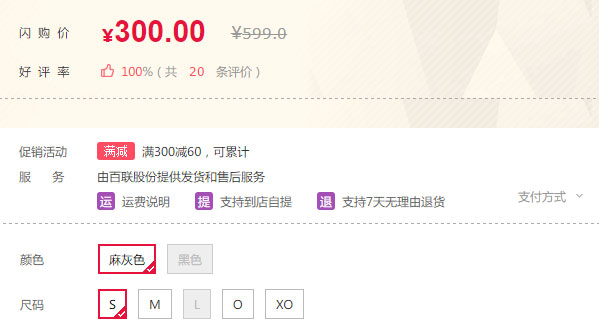 闪购价 ¥300.00 ¥599.0
好评率 100%（共 20 条评价）
促销活动 满减 满300减60，可累计
服务 由百联股份提供发货和售后服务
运 运费说明 提 支持到店自提 退 支持7天无理由退货 支付方式
颜色 麻灰色 黑色
尺码 S M L O XO